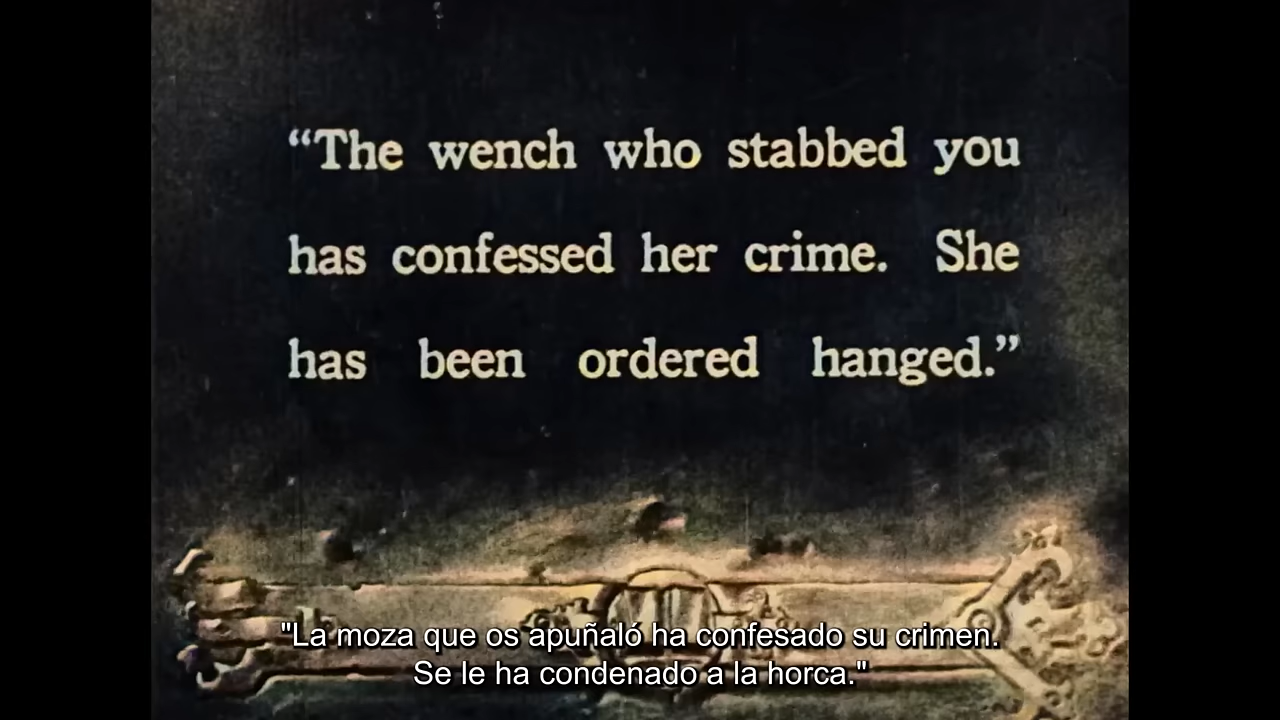 “The wench who stabbed you
has confessed her crime. She
has been ordered hanged.”
"La moza que os apuñaló ha confesado su crimen.
Se le ha condenado a la horca."